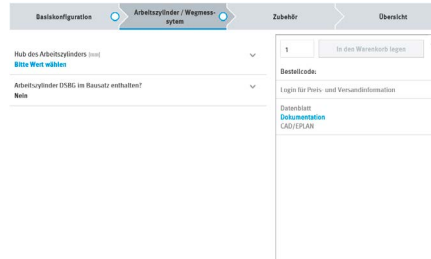 Basiskonfiguration
Arbeitszylinder / Wegmess-
sytem
Zubehör
Übersicht
Hub des Arbeitszylinders [mm]
Bitte Wert wählen
Arbeitszylinder DSBG im Bausatz enthalten?
Nein
1
In den Warenkorb legen
Bestellcode:
Login für Preis- und Versandinformation
Datenblatt
Dokumentation
CAD/EPLAN